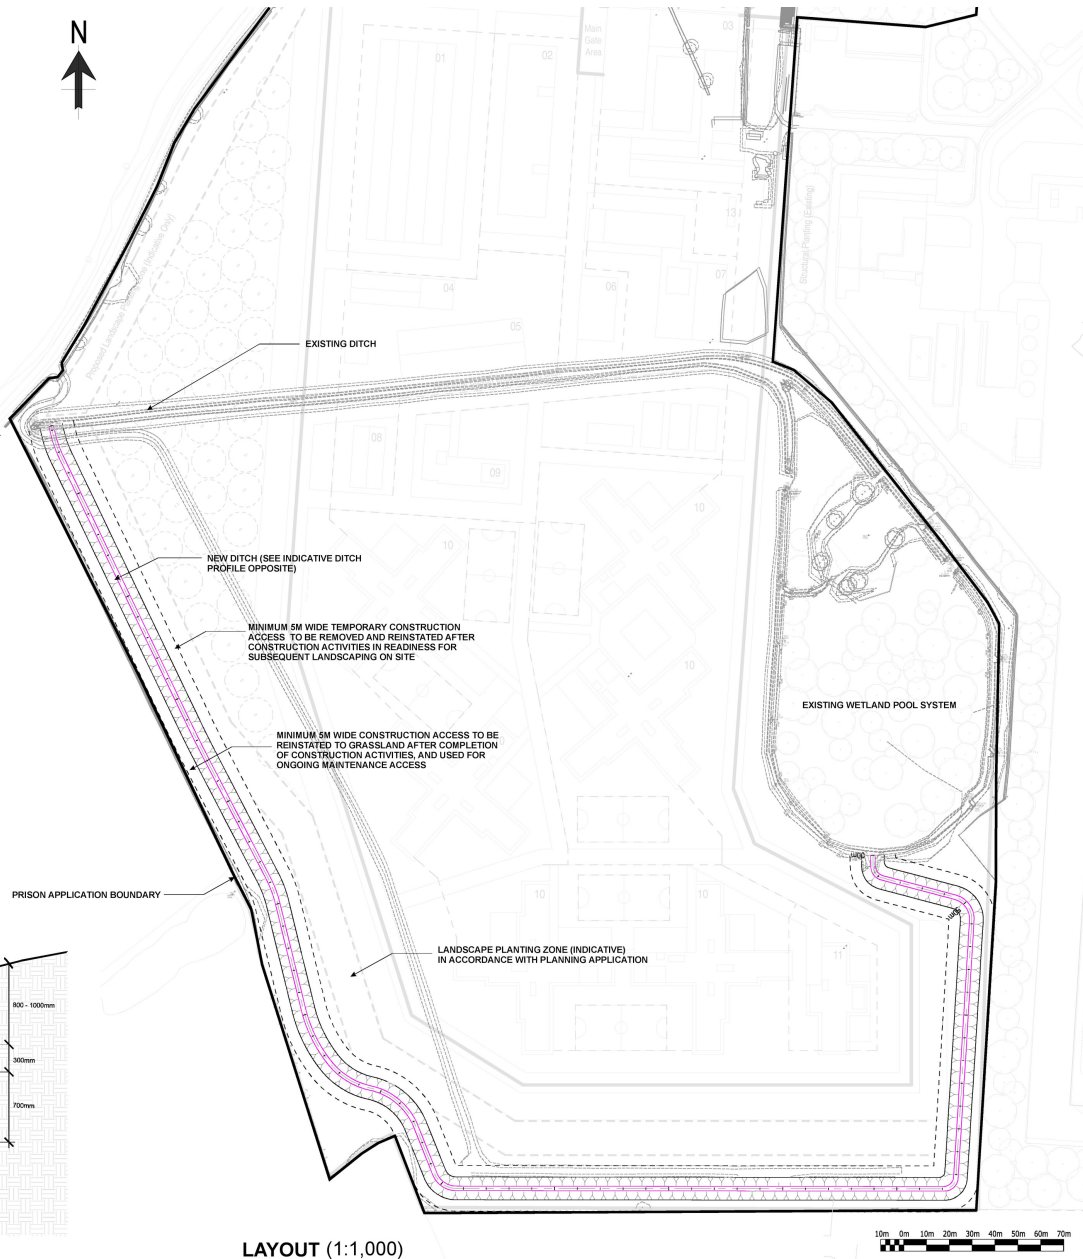 N
Main
Gate
Area
01
02
03
13
Structural Planting (Existing)
04
06
07
05
EXISTING DITCH
08
09
10
10
NEW DITCH (SEE INDICATIVE DITCH
PROFILE OPPOSITE)
MINIMUM 5M WIDE TEMPORARY CONSTRUCTION
ACCESS TO BE REMOVED AND REINSTATED AFTER
CONSTRUCTION ACTIVITIES IN READINESS FOR
SUBSEQUENT LANDSCAPING ON SITE
10
EXISTING WETLAND POOL SYSTEM
MINIMUM 5M WIDE CONSTRUCTION ACCESS TO BE
REINSTATED TO GRASSLAND AFTER COMPLETION
OF CONSTRUCTION ACTIVITIES, AND USED FOR
ONGOING MAINTENANCE ACCESS
PRISON APPLICATION BOUNDARY
10
10
LANDSCAPE PLANTING ZONE (INDICATIVE)
IN ACCORDANCE WITH PLANNING APPLICATION
11
800 - 1000mm
300mm
700mm
LAYOUT (1:1,000)
10m 0m 10m 20m 30m 40m 50m 60m 70m